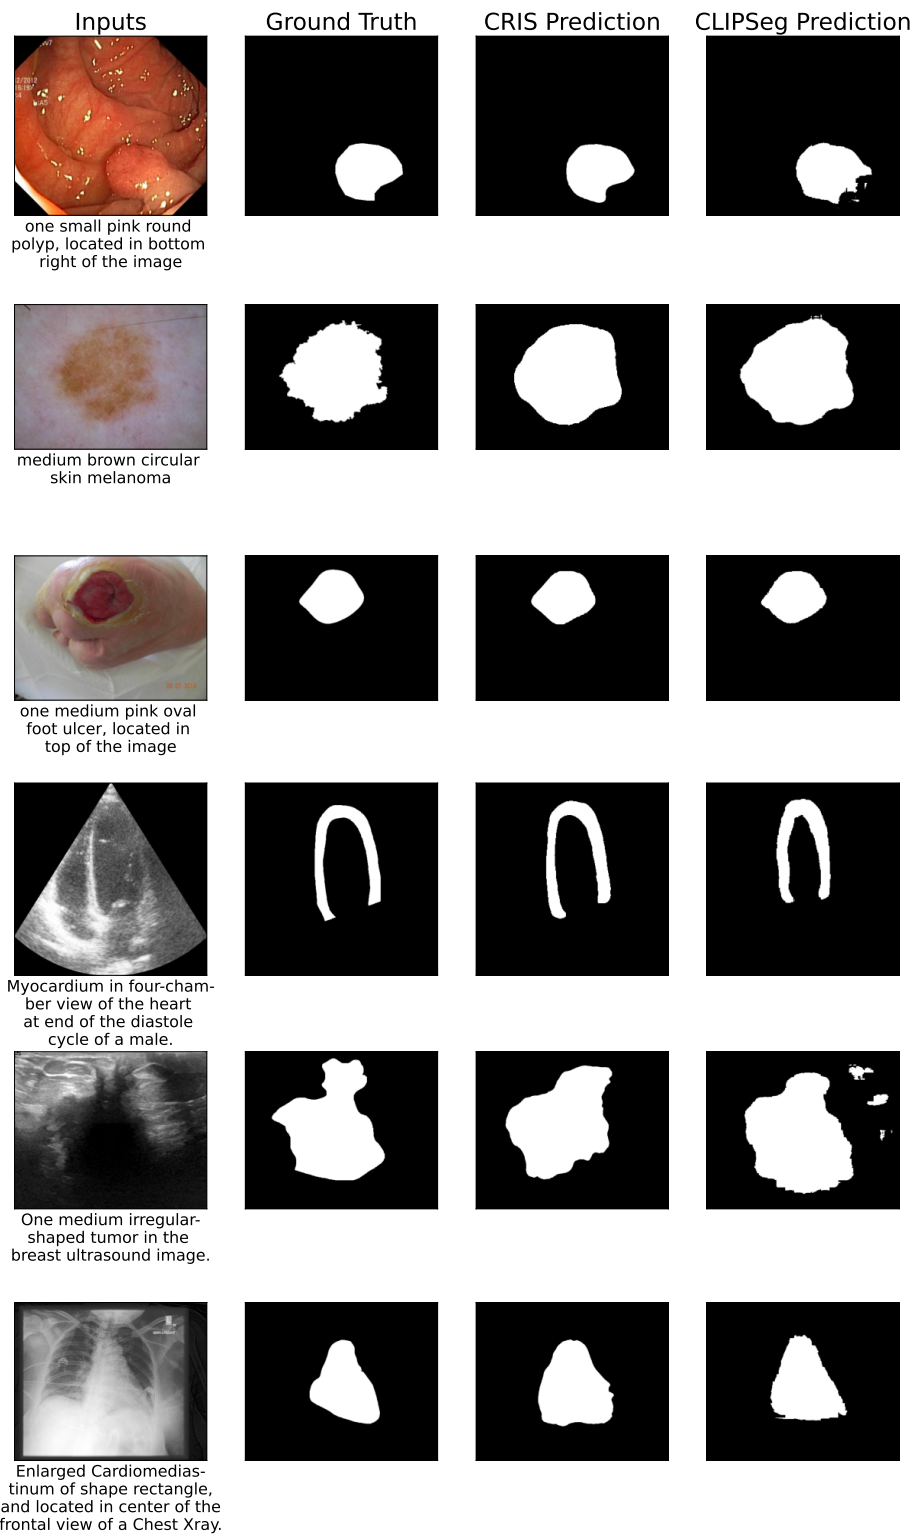 Inputs Ground Truth CRIS Prediction CLIPSeg Prediction
one small pink round
polyp, located in bottom
right of the image
medium brown circular
skin melanoma
one medium pink oval
foot ulcer, located in
top of the image
Myocardium in four-cham-
ber view of the heart
at end of the diastole
cycle of a male.
One medium irregular-
shaped tumor in the
breast ultrasound image.
Enlarged Cardiomedias-
tinum of shape rectangle,
and located in center of the
frontal view of a Chest Xray.